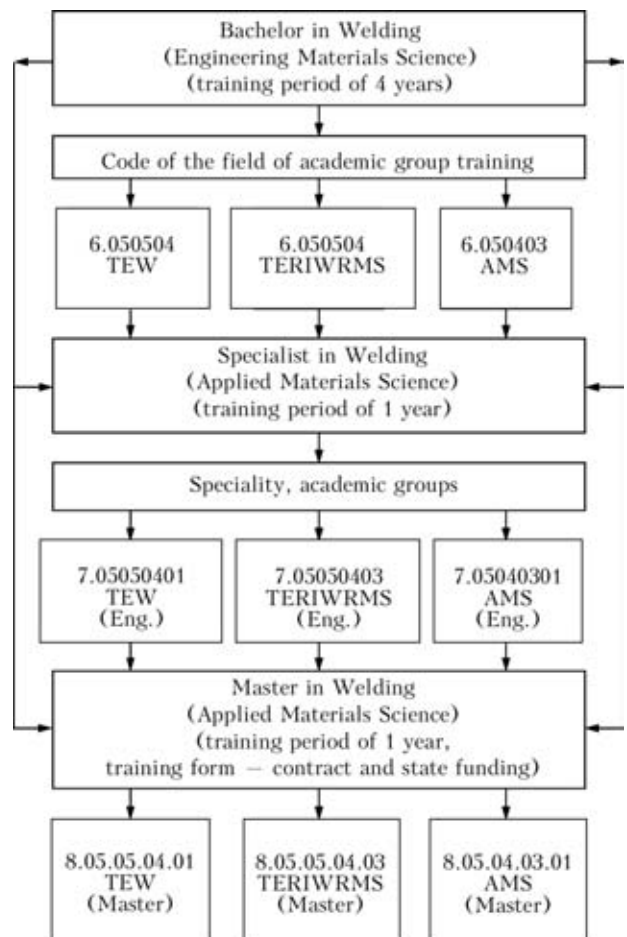 Bachelor in Welding
(Engineering Materials Science)
(training period of 4 years)
Code of the field of academic group training
6.050504
TEW
6.050504
TERIWRMS
6.050403
AMS
Specialist in Welding
(Applied Materials Science)
(training period of 1 year)
Speciality, academic groups
7.05050401
TEW
(Eng.)
7.05050403
TERIWRMS
(Eng.)
7.05040301
AMS
(Eng.)
Master in Welding
(Applied Materials Science)
(training period of 1 year,
training form — contract and state funding)
8.05.05.04.01
TEW
(Master)
8.05.05.04.03
TERIWRMS
(Master)
8.05.04.03.01
AMS
(Master)